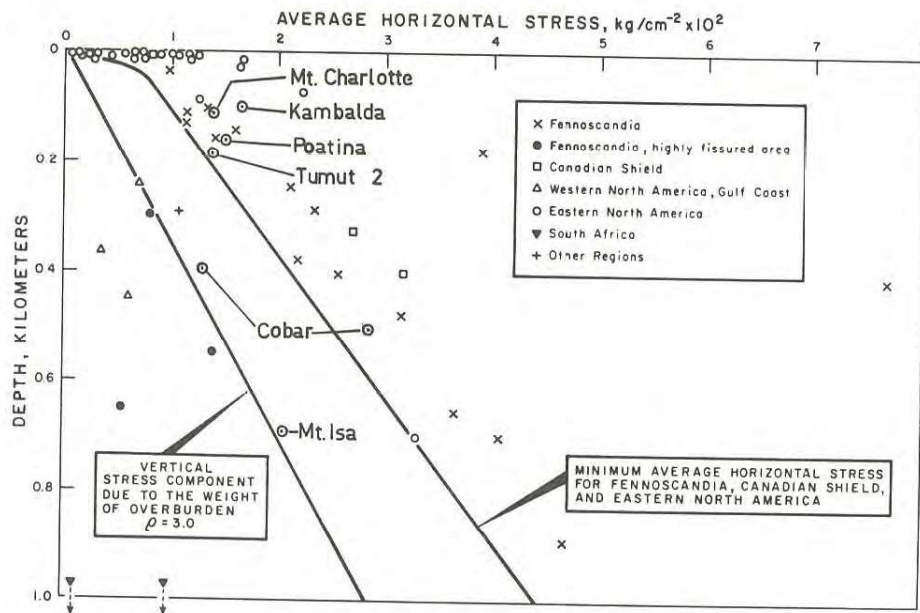 AVERAGE HORIZONTAL STRESS, kg/cm⁻² x10²
0 1 2 3 4 5 6 7
0
0.2
0.4
0.6
0.8
1.0
DEPTH, KILOMETERS
Mt. Charlotte
Kambalda
Poatina
Tumut 2
Cobar
Mt.Isa
× Fennoscandia
● Fennoscandia, highly fissured area
□ Canadian Shield
△ Western North America, Gulf Coast
○ Eastern North America
▼ South Africa
+ Other Regions
VERTICAL
STRESS COMPONENT
DUE TO THE WEIGHT
OF OVERBURDEN
ρ = 3.0
MINIMUM AVERAGE HORIZONTAL STRESS
FOR FENNOSCANDIA, CANADIAN SHIELD,
AND EASTERN NORTH AMERICA